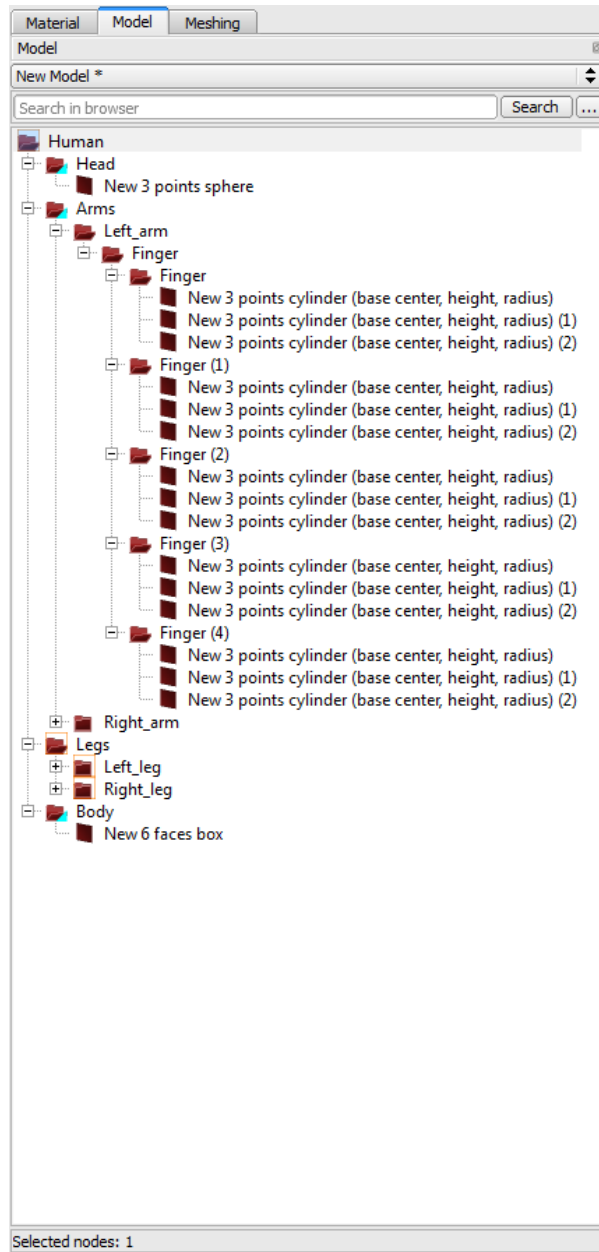 Material Model Meshing
Model
New Model *
Search in browser Search ...
Human
Head
New 3 points sphere
Arms
Left_arm
Finger
Finger
New 3 points cylinder (base center, height, radius)
New 3 points cylinder (base center, height, radius) (1)
New 3 points cylinder (base center, height, radius) (2)
Finger (1)
New 3 points cylinder (base center, height, radius)
New 3 points cylinder (base center, height, radius) (1)
New 3 points cylinder (base center, height, radius) (2)
Finger (2)
New 3 points cylinder (base center, height, radius)
New 3 points cylinder (base center, height, radius) (1)
New 3 points cylinder (base center, height, radius) (2)
Finger (3)
New 3 points cylinder (base center, height, radius)
New 3 points cylinder (base center, height, radius) (1)
New 3 points cylinder (base center, height, radius) (2)
Finger (4)
New 3 points cylinder (base center, height, radius)
New 3 points cylinder (base center, height, radius) (1)
New 3 points cylinder (base center, height, radius) (2)
Right_arm
Legs
Left_leg
Right_leg
Body
New 6 faces box
Selected nodes: 1